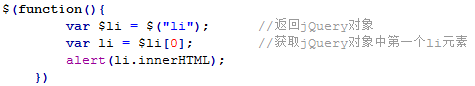 $(function(){
var $li = $("li"); //返回jQuery对象
var li = $li[0]; //获取jQuery对象中第一个li元素
alert(li.innerHTML);
})